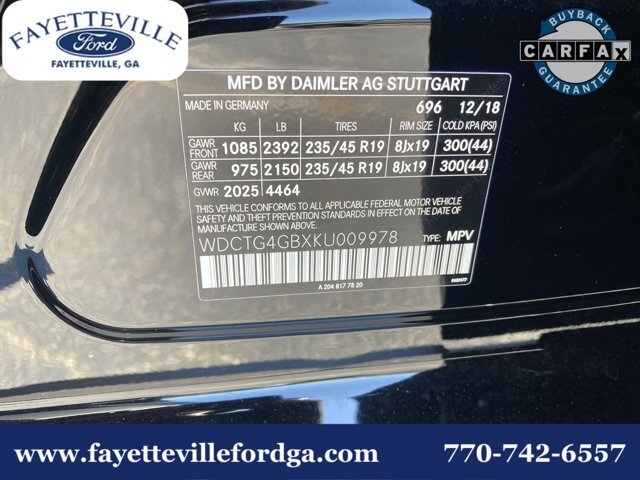 FAYETTEVILLE
Ford
FAYETTEVILLE, GA
BUYBACK
CARFAX
GUARANTEE
MFD BY DAIMLER AG STUTTGART
MADE IN GERMANY 696 12/18
KG LB TIRES RIM SIZE COLD KPA(PSI)
GAWR FRONT 1085 2392 235/45 R19 8Jx19 300(44)
GAWR REAR 975 2150 235/45 R19 8Jx19 300(44)
GVWR 2025 4464
THIS VEHICLE CONFORMS TO ALL APPLICABLE FEDERAL MOTOR VEHICLE
SAFETY AND THEFT PREVENTION STANDARDS IN EFFECT ON THE DATE OF
MANUFACTURE SHOWN ABOVE.
WDCTG4GBXKU009978 TYPE: MPV
A 204 817 78 20
www.fayettevillefordga.com 770-742-6557